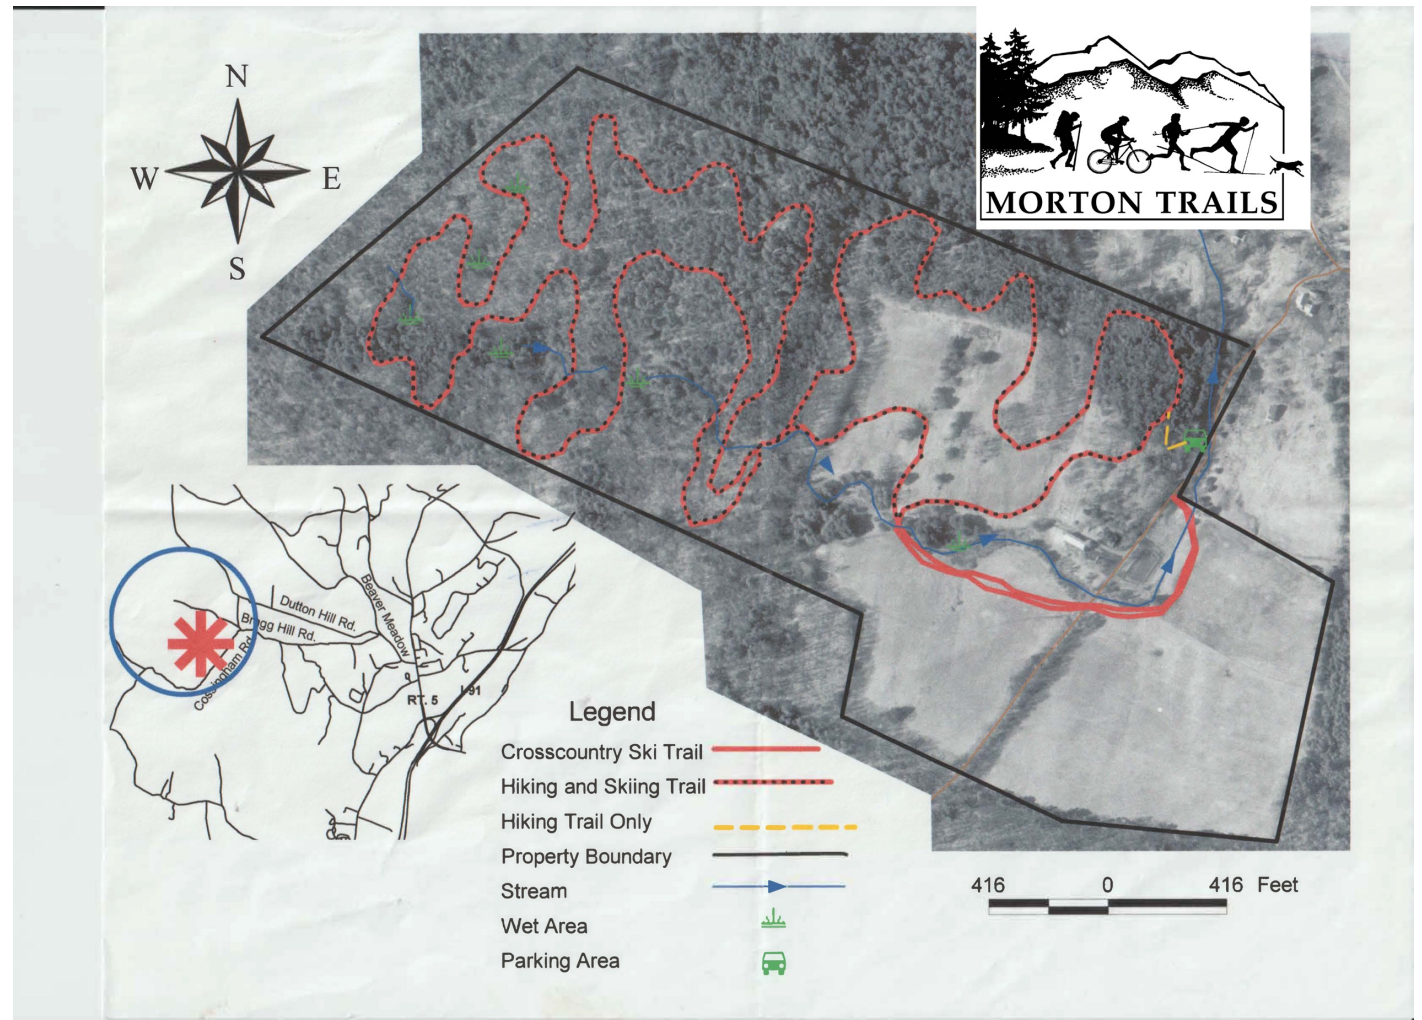 N
W
E
S
MORTON TRAILS
Dutton Hill Rd.
Bragg Hill Rd.
Beaver Meadow
Cossingham Rd.
RT. 5
I 91
Legend
Crosscountry Ski Trail
Hiking and Skiing Trail
Hiking Trail Only
Property Boundary
Stream
Wet Area
Parking Area
416 0 416 Feet